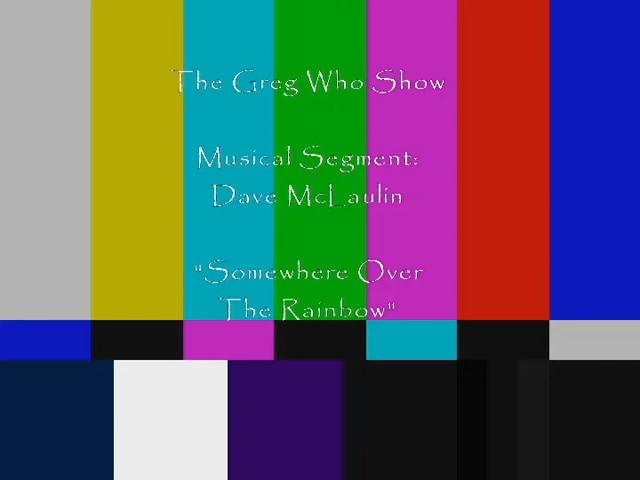 The Greg Who Show
Musical Segment:
Dave McLaulin
"Somewhere Over
The Rainbow"